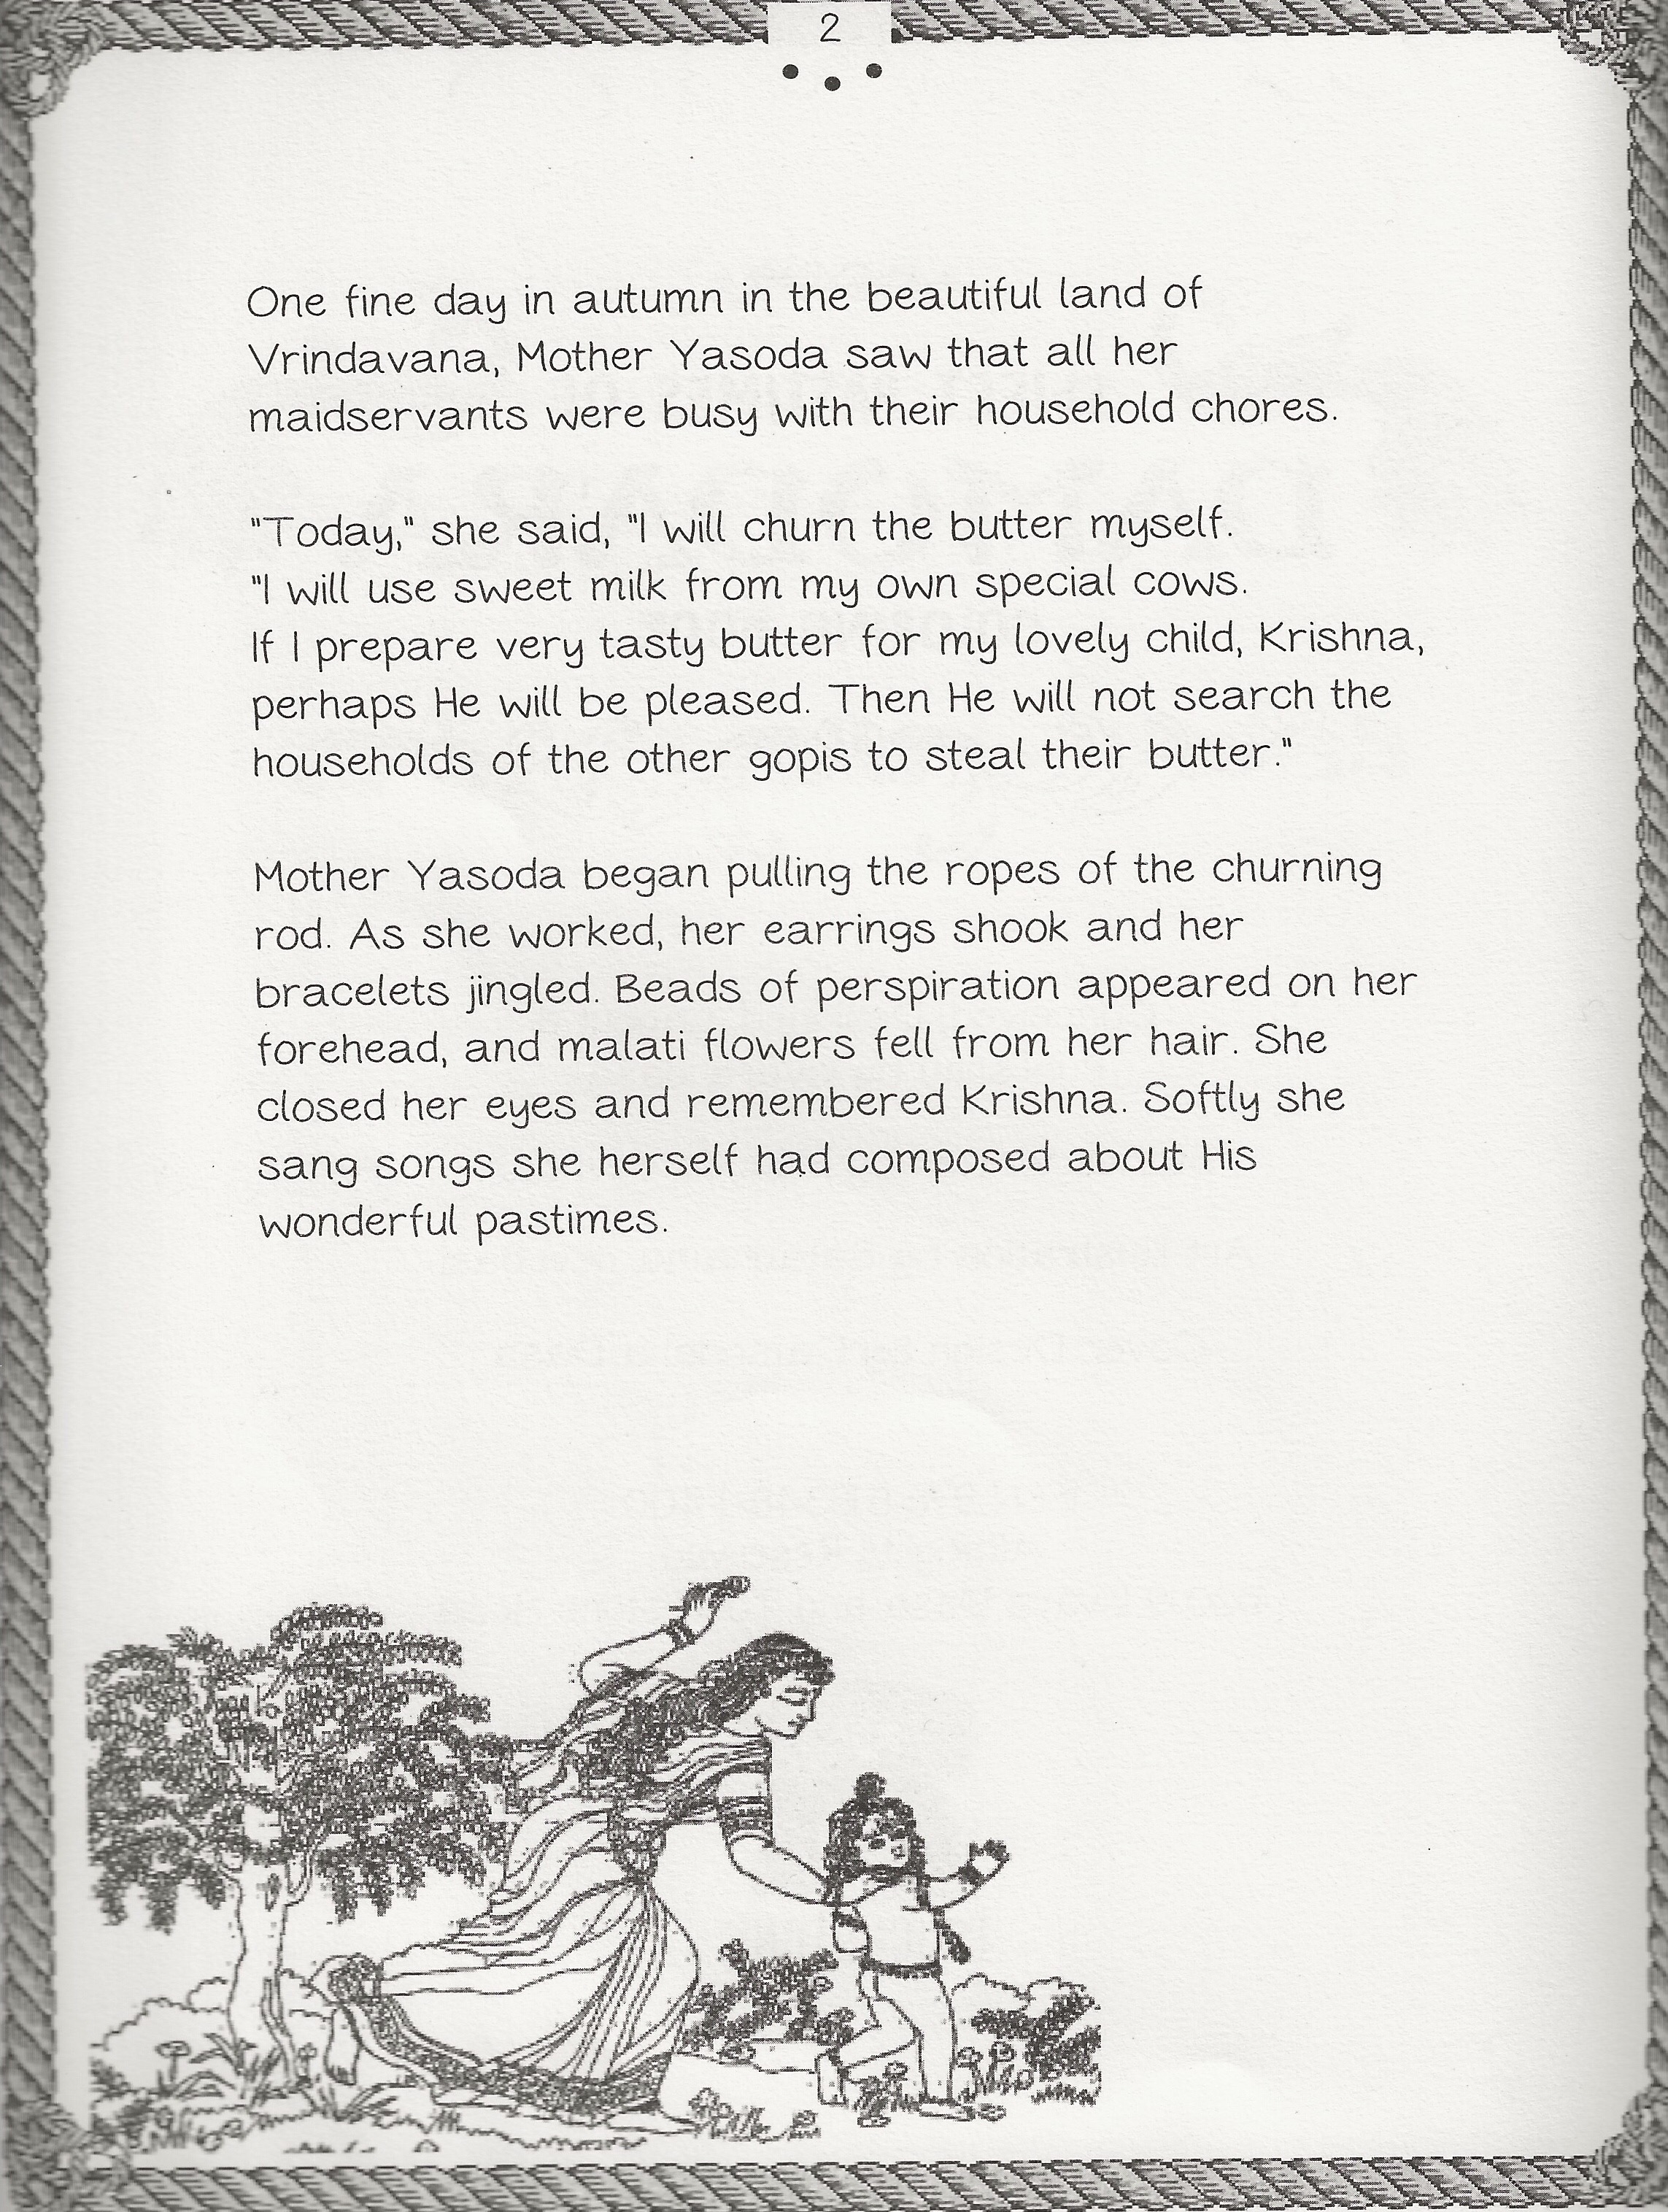 2
One fine day in autumn in the beautiful land of
Vrindavana, Mother Yasoda saw that all her
maidservants were busy with their household chores.
"Today," she said, "I will churn the butter myself.
"I will use sweet milk from my own special cows.
If I prepare very tasty butter for my lovely child, Krishna,
perhaps He will be pleased. Then He will not search the
households of the other gopis to steal their butter."
Mother Yasoda began pulling the ropes of the churning
rod. As she worked, her earrings shook and her
bracelets jingled. Beads of perspiration appeared on her
forehead, and malati flowers fell from her hair. She
closed her eyes and remembered Krishna. Softly she
sang songs she herself had composed about His
wonderful pastimes.